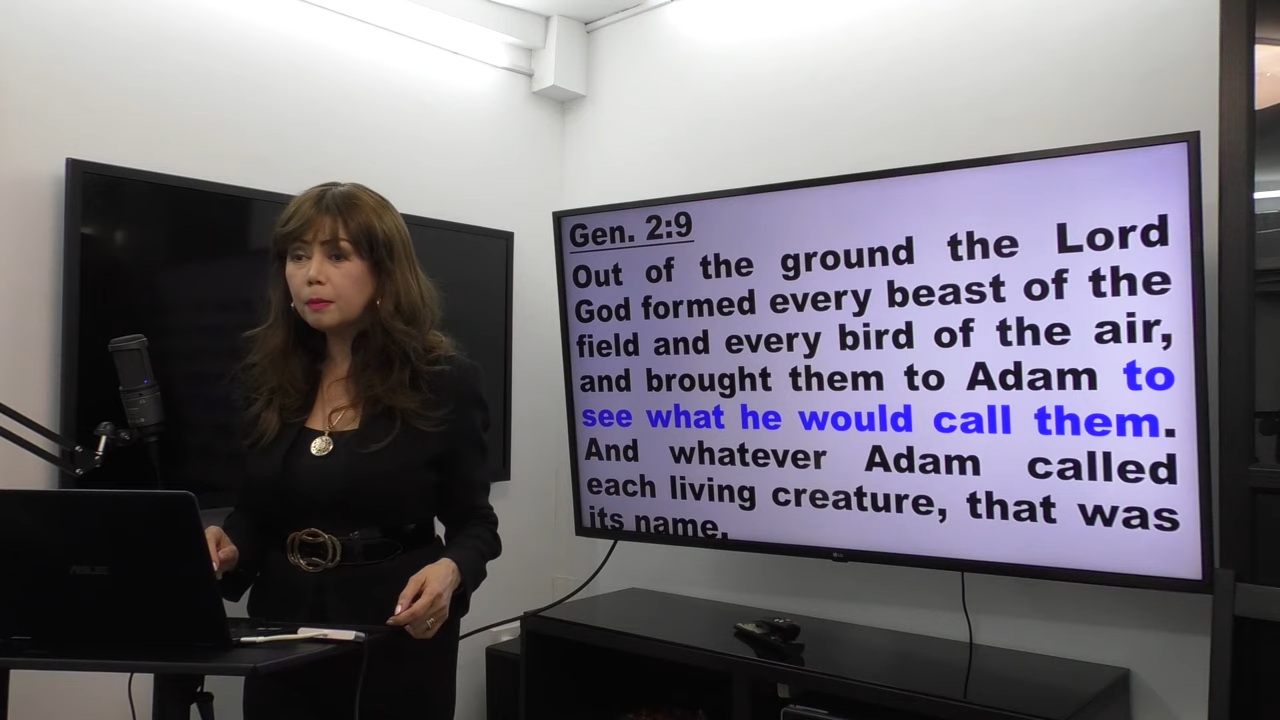 Gen. 2:9
Out of the ground the Lord
God formed every beast of the
field and every bird of the air,
and brought them to Adam to
see what he would call them.
And whatever Adam called
each living creature, that was
its name.
LG
ASUS